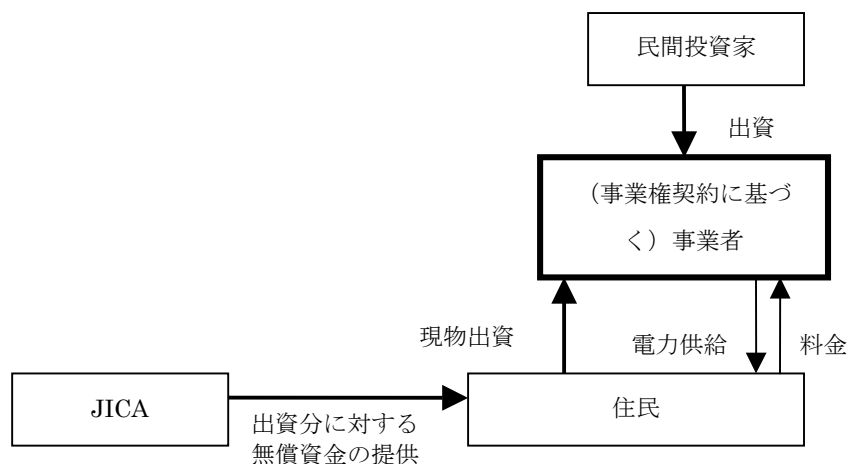 民間投資家
出資
（事業権契約に基づ
く）事業者
現物出資
電力供給
料金
JICA
出資分に対する
無償資金の提供
住民